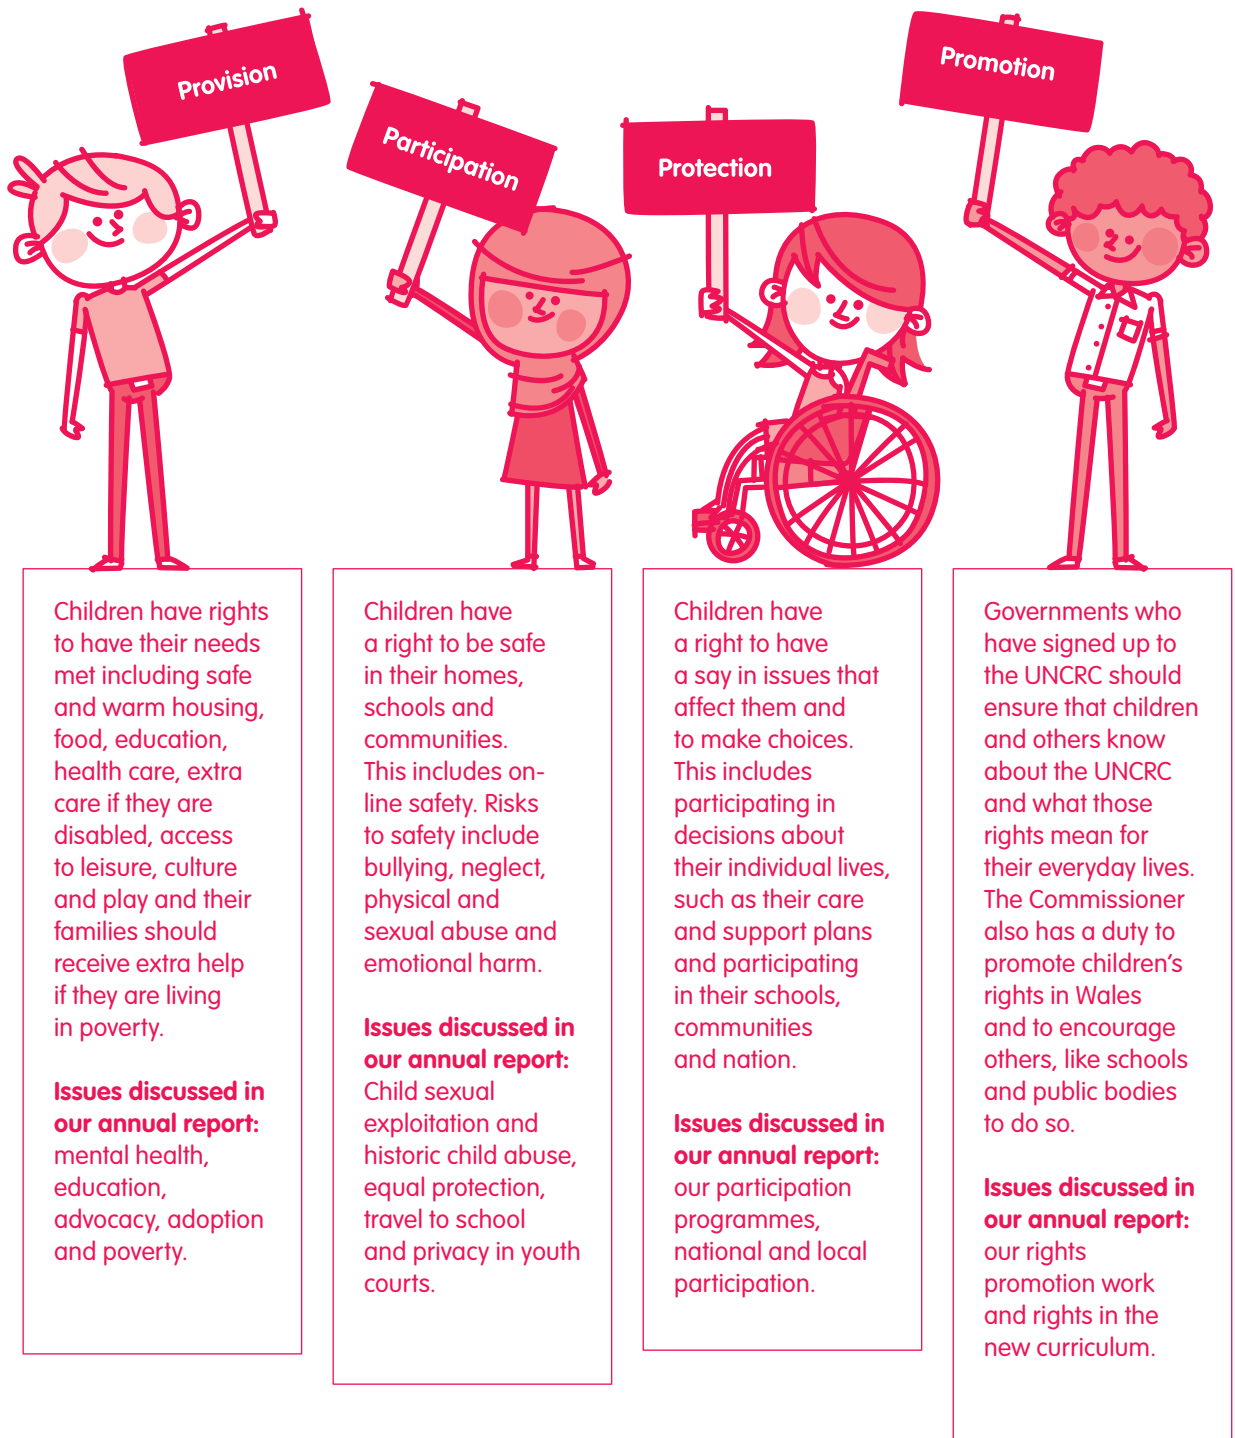 Provision
Participation
Protection
Promotion
Children have rights
to have their needs
met including safe
and warm housing,
food, education,
health care, extra
care if they are
disabled, access
to leisure, culture
and play and their
families should
receive extra help
if they are living
in poverty.
Issues discussed in
our annual report:
mental health,
education,
advocacy, adoption
and poverty.
Children have
a right to be safe
in their homes,
schools and
communities.
This includes on-
line safety. Risks
to safety include
bullying, neglect,
physical and
sexual abuse and
emotional harm.
Issues discussed in
our annual report:
Child sexual
exploitation and
historic child abuse,
equal protection,
travel to school
and privacy in youth
courts.
Children have
a right to have
a say in issues that
affect them and
to make choices.
This includes
participating in
decisions about
their individual lives,
such as their care
and support plans
and participating
in their schools,
communities
and nation.
Issues discussed in
our annual report:
our participation
programmes,
national and local
participation.
Governments who
have signed up to
the UNCRC should
ensure that children
and others know
about the UNCRC
and what those
rights mean for
their everyday lives.
The Commissioner
also has a duty to
promote children’s
rights in Wales
and to encourage
others, like schools
and public bodies
to do so.
Issues discussed in
our annual report:
our rights
promotion work
and rights in the
new curriculum.